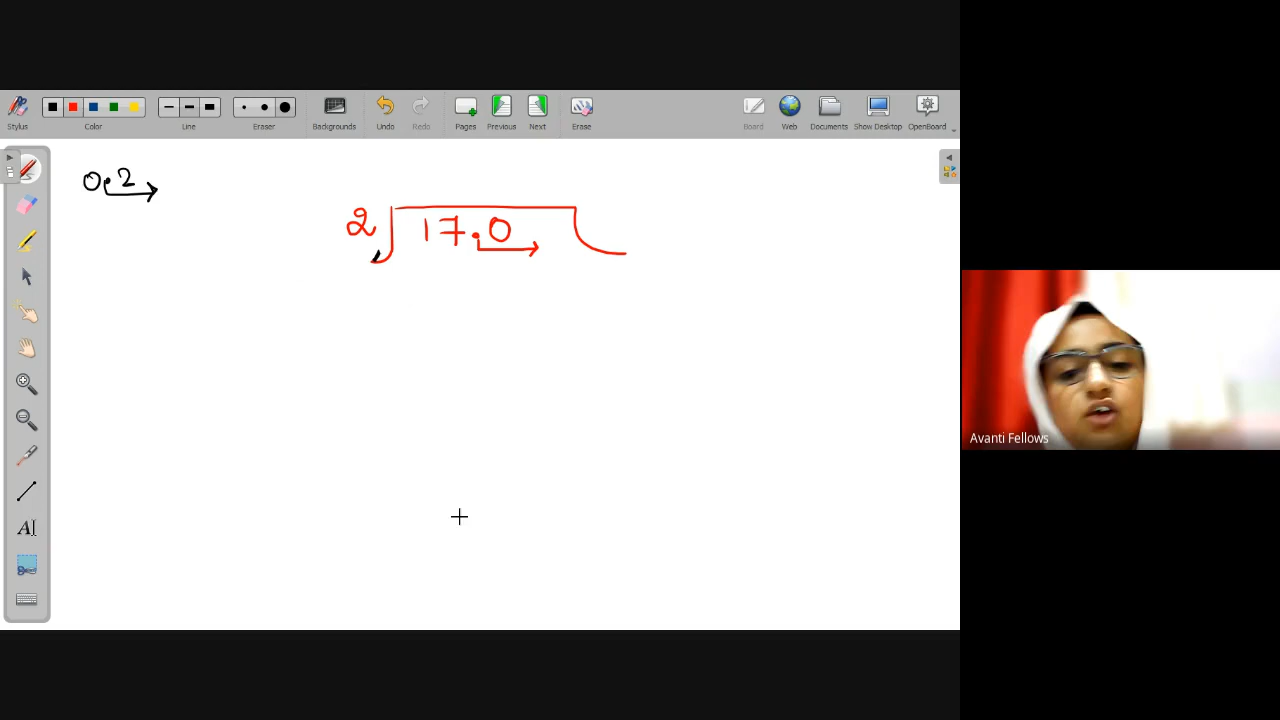 Stylus Color Line Eraser Backgrounds Undo Redo Pages Previous Next Erase Board Web Documents Show Desktop OpenBoard
0.2
2 17.0
AI
Avanti Fellows